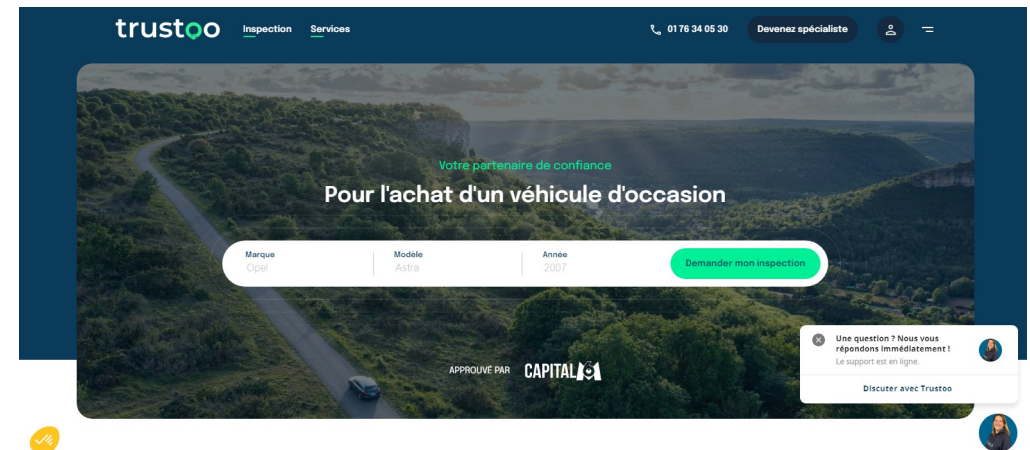 trustoo
Inspection
Services
01 76 34 05 30
Devenez spécialiste
Votre partenaire de confiance
Pour l'achat d'un véhicule d'occasion
Marque
Opel
Modèle
Astra
Année
2007
Demander mon inspection
APPROUVÉ PAR CAPITAL
Une question ? Nous vous
répondons immédiatement !
Le support est en ligne.
Discuter avec Trustoo